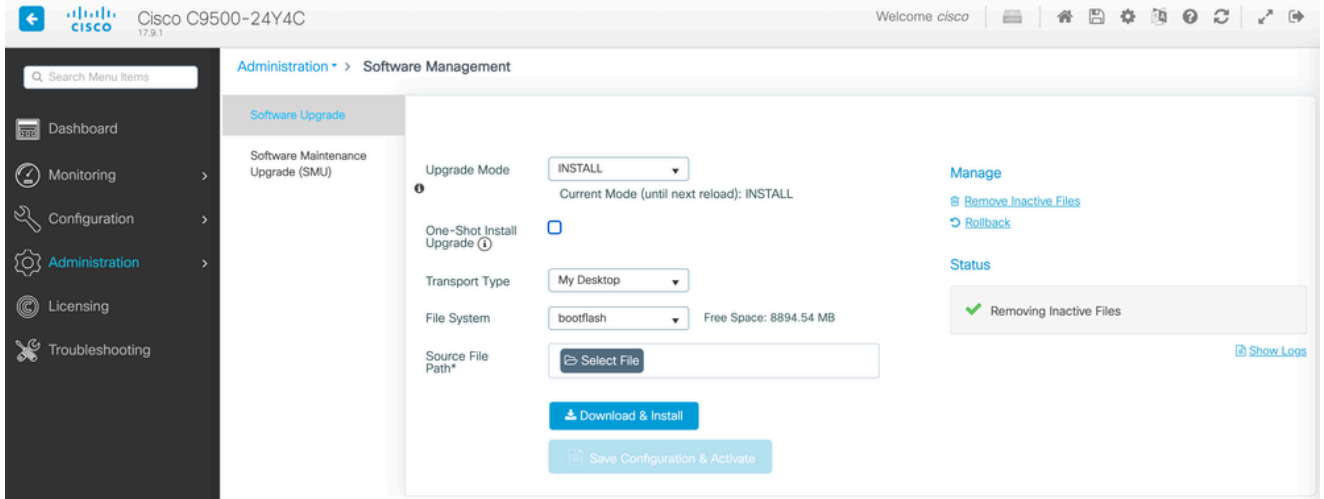 CISCO
Cisco C9500-24Y4C
17.9.1
Welcome cisco
Search Menu Items
Dashboard
Monitoring
Configuration
Administration
Licensing
Troubleshooting
Administration > Software Management
Software Upgrade
Software Maintenance
Upgrade (SMU)
Upgrade Mode
INSTALL
Current Mode (until next reload): INSTALL
One-Shot Install
Upgrade
Transport Type
My Desktop
File System
bootflash
Free Space: 8894.54 MB
Source File
Path*
Select File
Download & Install
Save Configuration & Activate
Manage
Remove Inactive Files
Rollback
Status
Removing Inactive Files
Show Logs